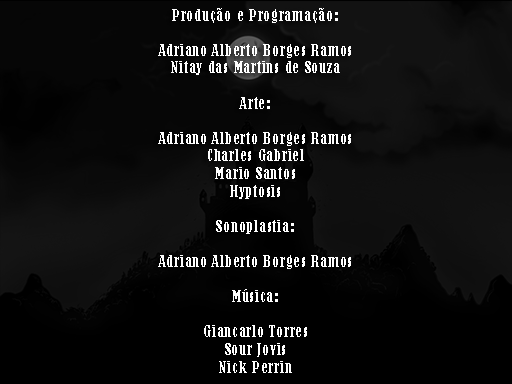 Produção e Programação:
Adriano Alberto Borges Ramos
Nitay das Martins de Souza
Arte:
Adriano Alberto Borges Ramos
Charles Gabriel
Mario Santos
Hyptosis
Sonoplastia:
Adriano Alberto Borges Ramos
Música:
Giancarlo Torres
Sour Jovis
Nick Perrin